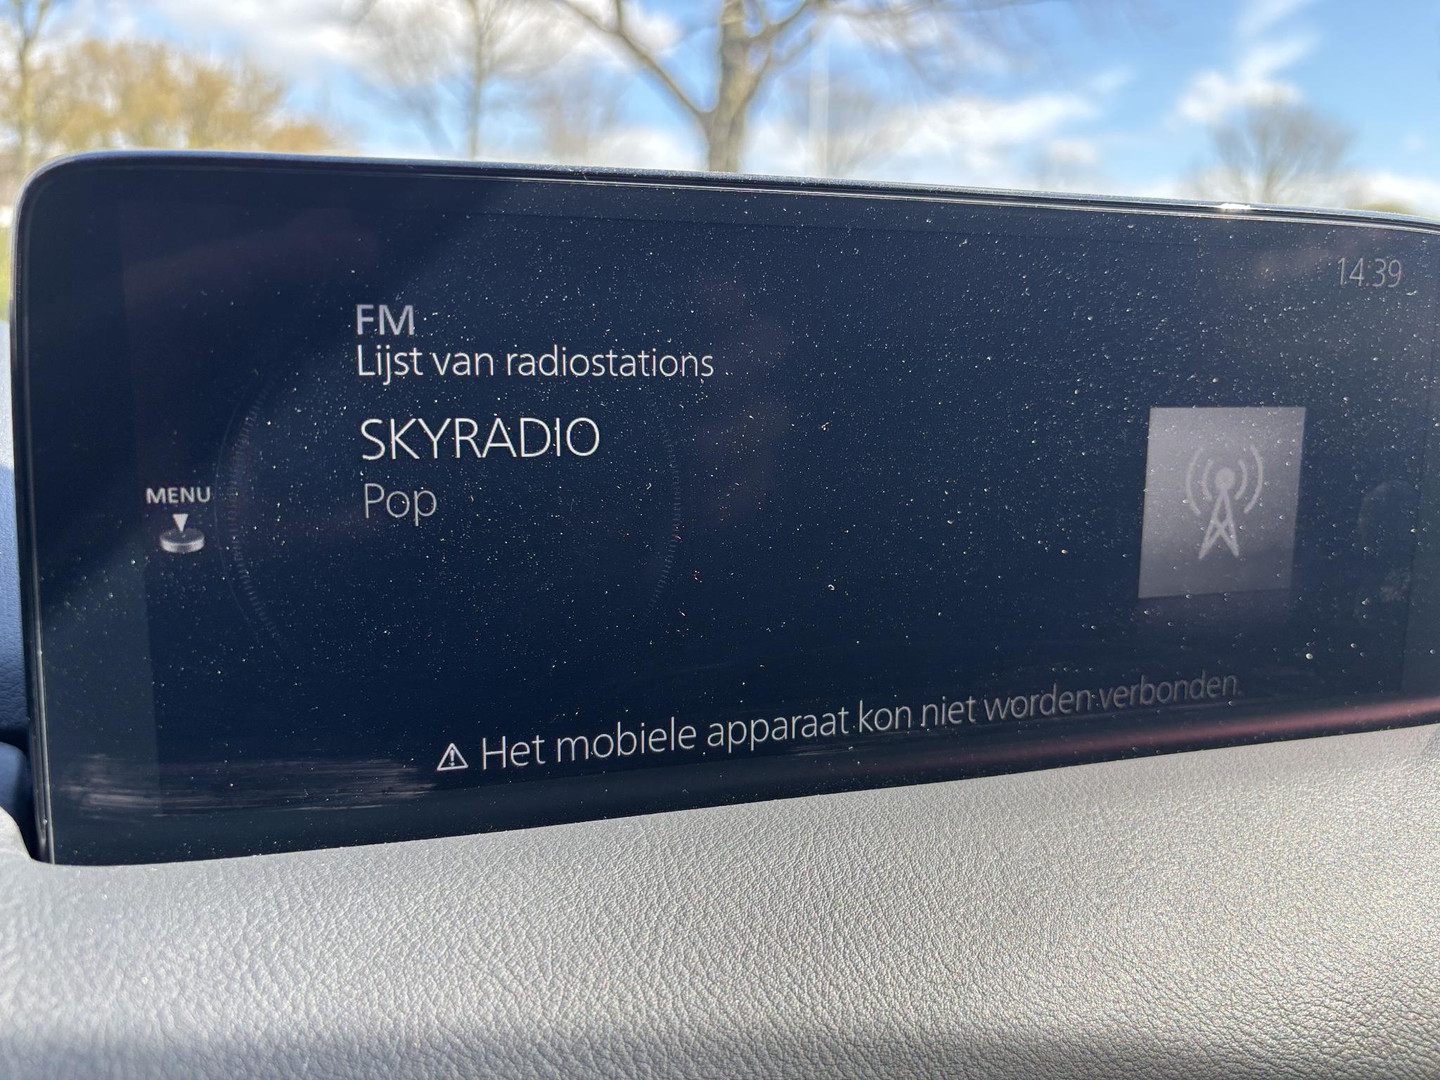 14.39
FM
Lijst van radiostations
SKYRADIO
Pop
MENU
Het mobiele apparaat kon niet worden verbonden.